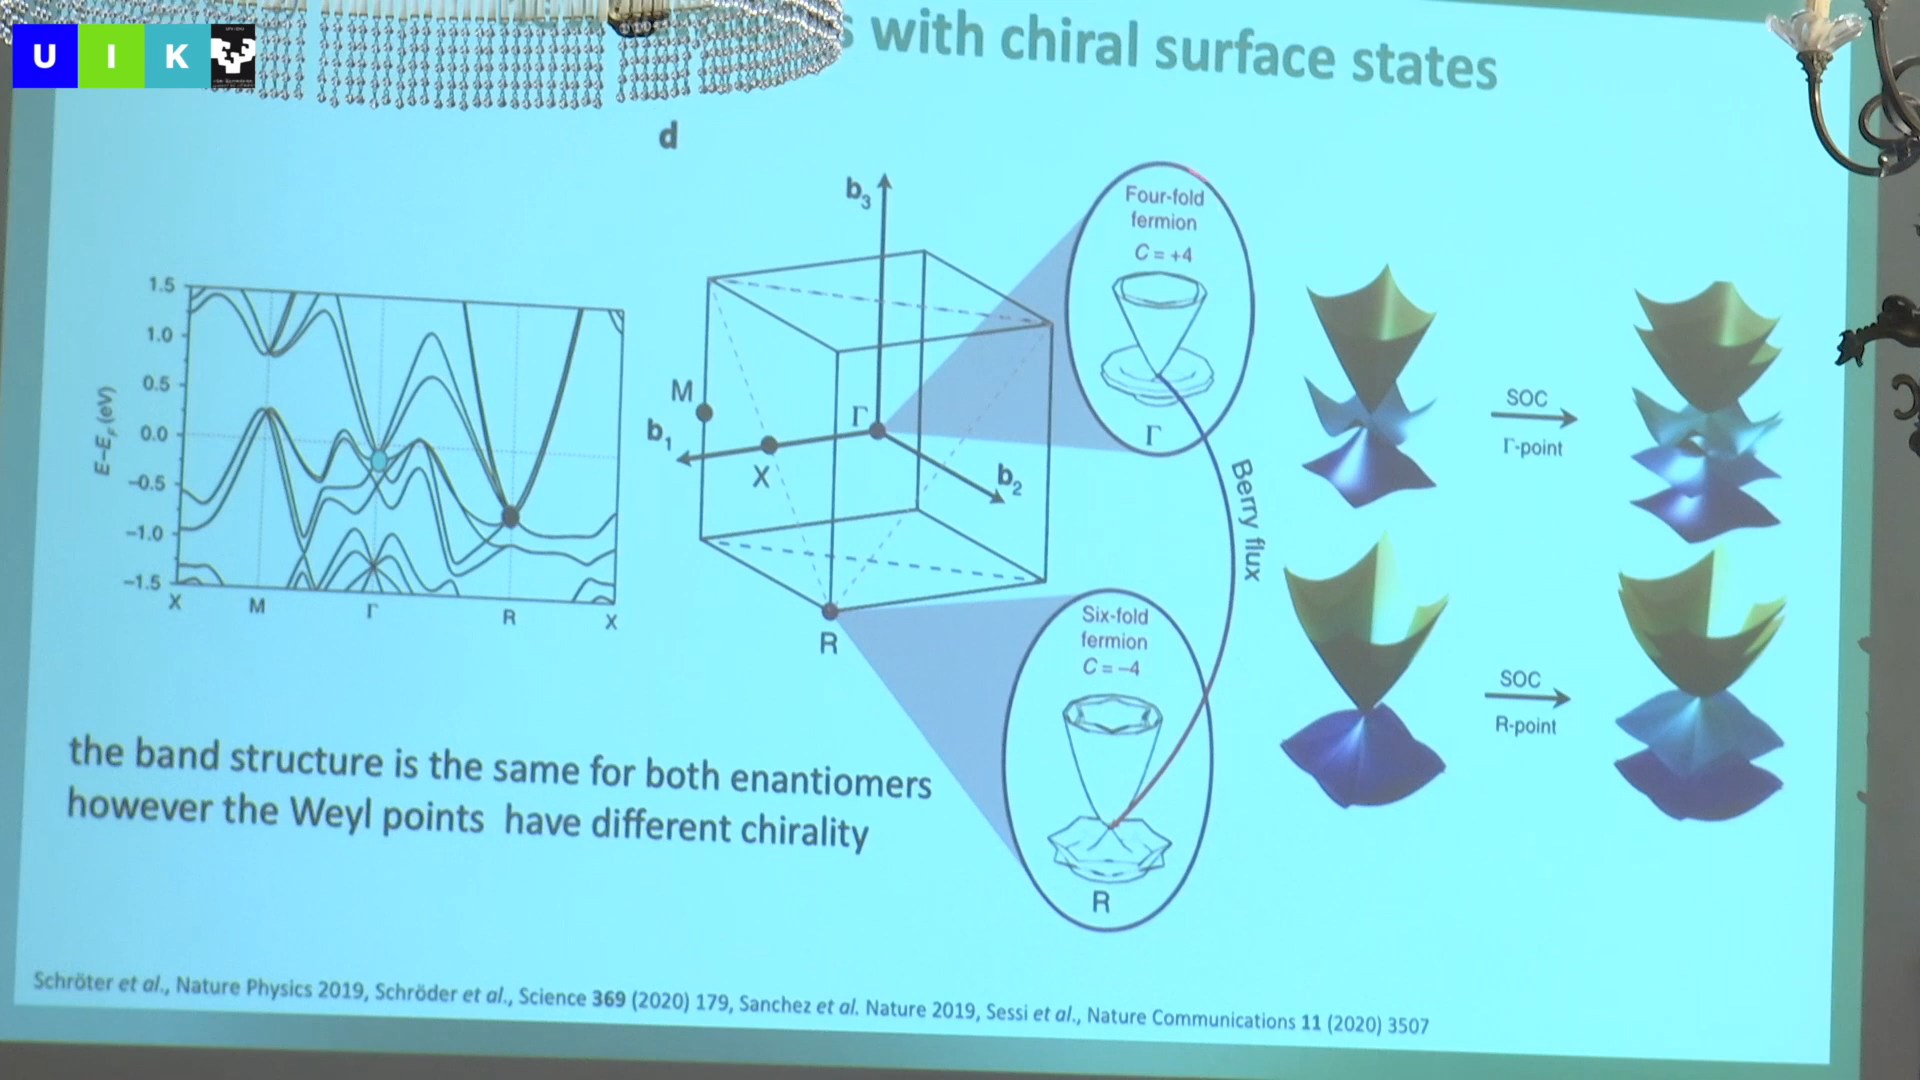 U I K
with chiral surface states
d
b3
Four-fold
fermion
C = +4
Γ
M
b1
X
Γ
b2
R
Berry flux
Six-fold
fermion
C = −4
R
E−EF (eV)
1.5
1.0
0.5
0.0
−0.5
−1.0
−1.5
X M Γ R X
SOC
Γ-point
SOC
R-point
the band structure is the same for both enantiomers
however the Weyl points have different chirality
Schröter et al., Nature Physics 2019, Schröder et al., Science 369 (2020) 179, Sanchez et al. Nature 2019, Sessi et al., Nature Communications 11 (2020) 3507